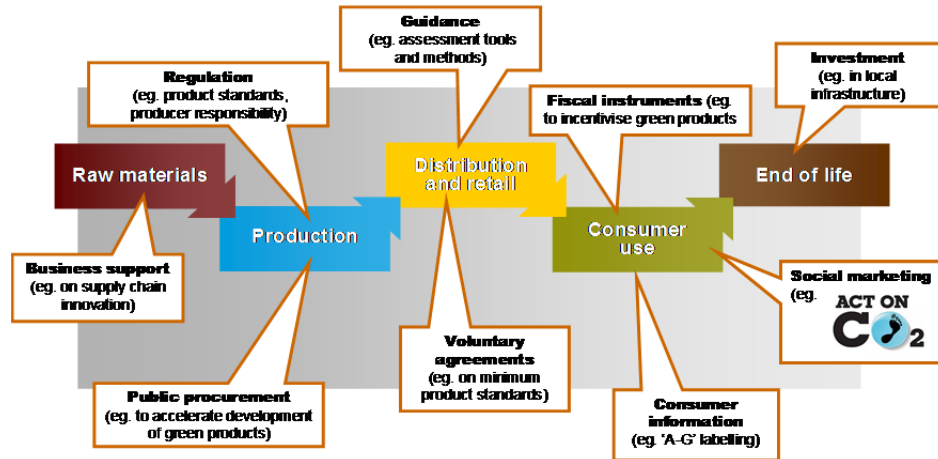 Guidance
(eg. assessment tools
and methods)
Regulation
(eg. product standards,
producer responsibility)
Investment
(eg. in local
infrastructure)
Fiscal instruments (eg.
to incentivise green products
Raw materials
Distribution
and retail
End of life
Production
Consumer
use
Business support
(eg. on supply chain
innovation)
Social marketing
(eg.
ACT ON
CO2
Voluntary
agreements
(eg. on minimum
product standards)
Public procurement
(eg. to accelerate development
of green products)
Consumer
information
(eg. 'A-G' labelling)